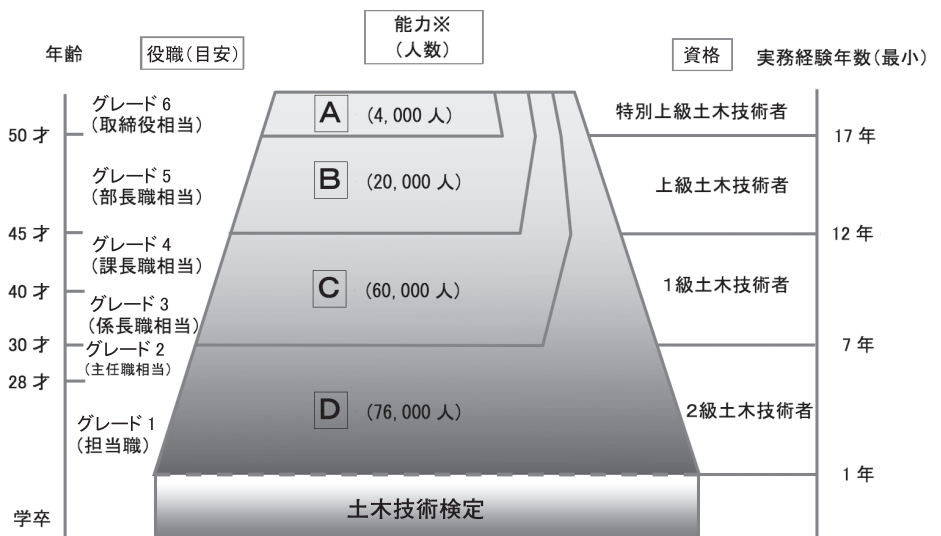 年齢
役職(目安)
能力※
(人数)
資格
実務経験年数(最小)
グレード6
(取締役相当)
A (4,000 人)
特別上級土木技術者
50 才
17 年
グレード5
(部長職相当)
B (20,000 人)
上級土木技術者
45 才
12 年
グレード4
(課長職相当)
40 才
C (60,000 人)
1級土木技術者
グレード3
(係長職相当)
30 才
7 年
グレード2
(主任職相当)
28 才
D (76,000 人)
2級土木技術者
グレード1
(担当職)
1 年
土木技術検定
学卒